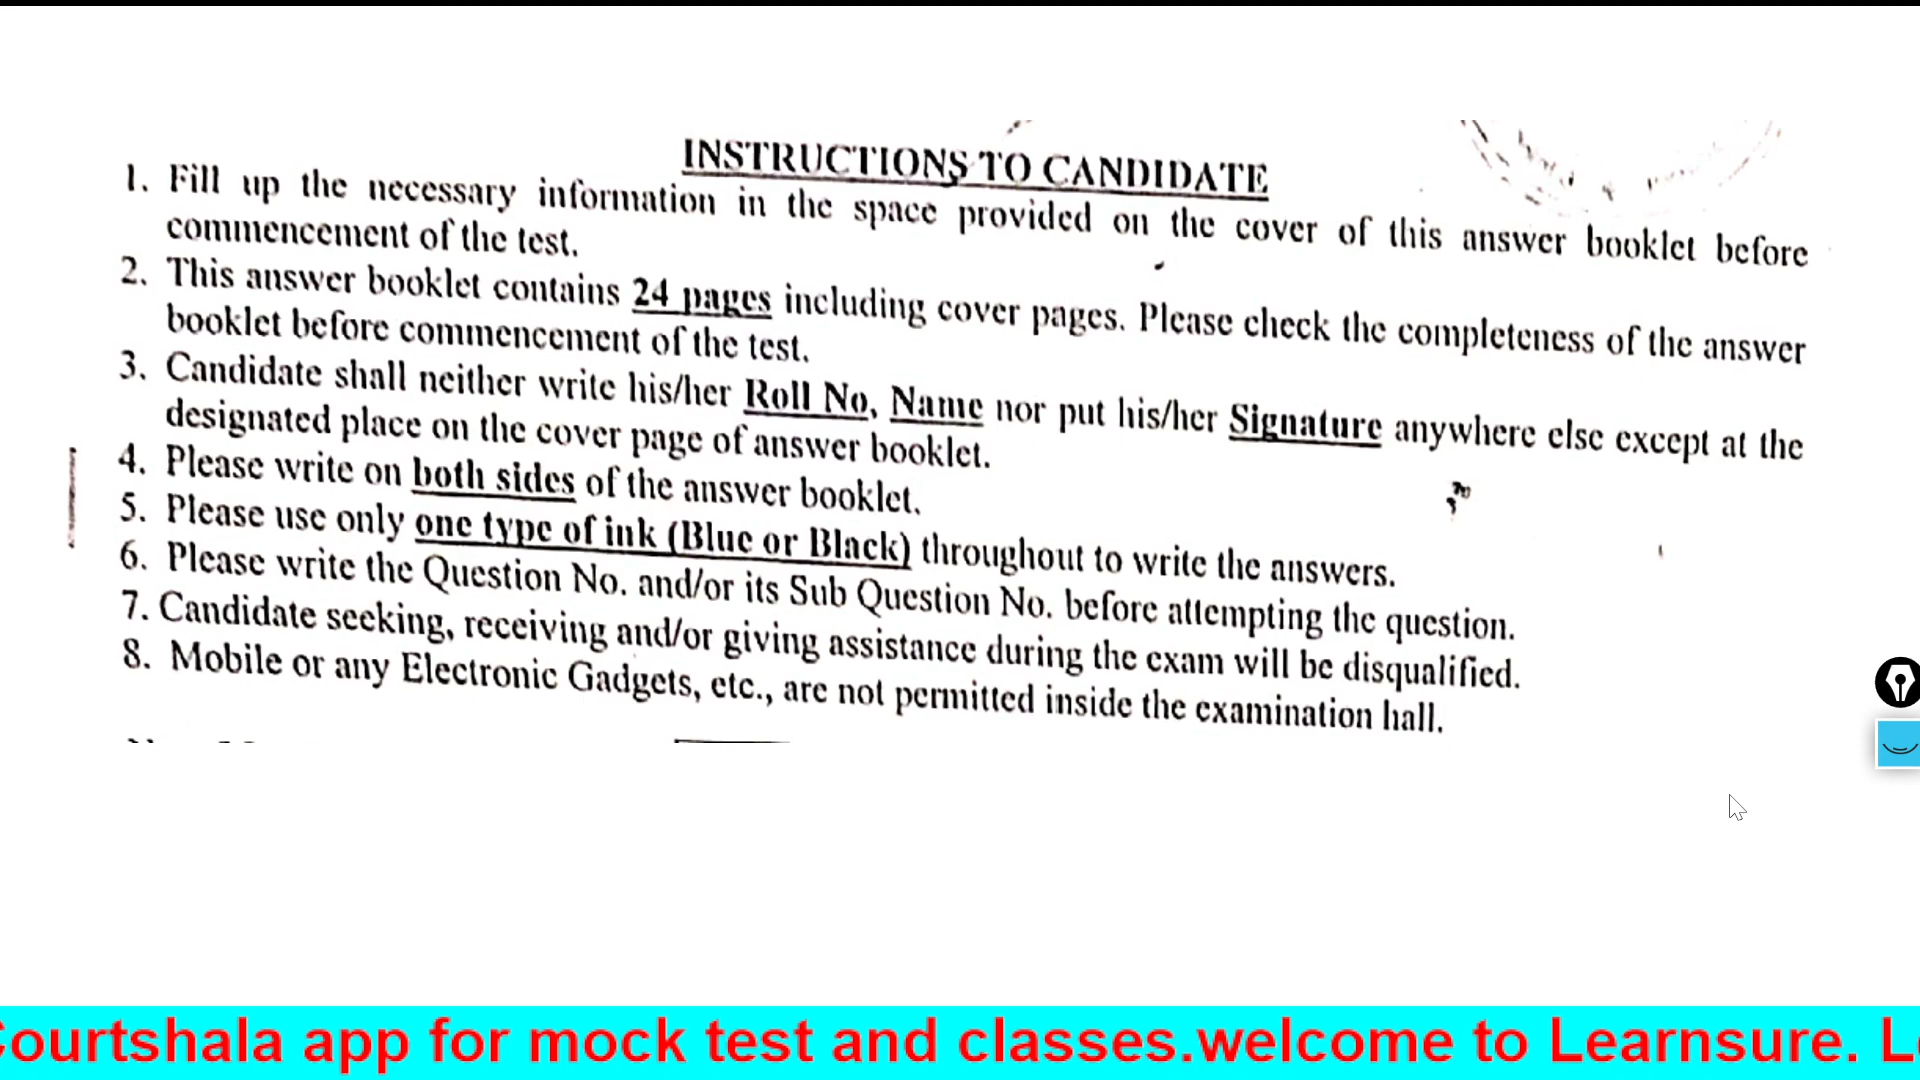 INSTRUCTIONS TO CANDIDATE
1. Fill up the necessary information in the space provided on the cover of this answer booklet before
commencement of the test.
2. This answer booklet contains 24 pages including cover pages. Please check the completeness of the answer
booklet before commencement of the test.
3. Candidate shall neither write his/her Roll No, Name nor put his/her Signature anywhere else except at the
designated place on the cover page of answer booklet.
4. Please write on both sides of the answer booklet.
5. Please use only one type of ink (Blue or Black) throughout to write the answers.
6. Please write the Question No. and/or its Sub Question No. before attempting the question.
7. Candidate seeking, receiving and/or giving assistance during the exam will be disqualified.
8. Mobile or any Electronic Gadgets, etc., are not permitted inside the examination hall.
Courtshala app for mock test and classes.welcome to Learnsure.